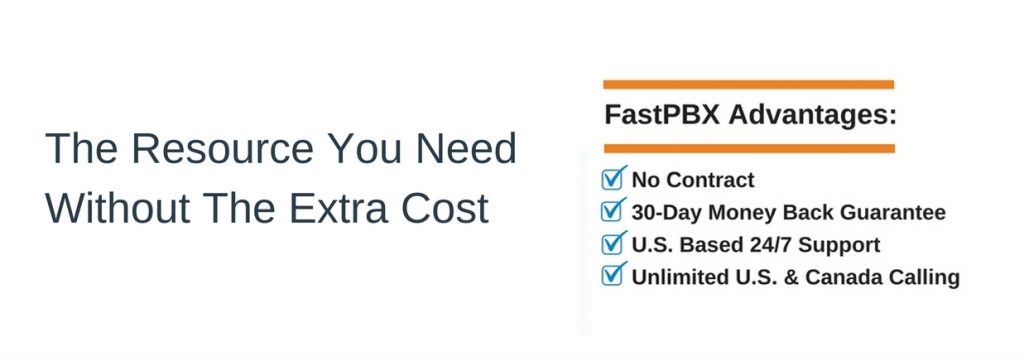 The Resource You Need
Without The Extra Cost
FastPBX Advantages:
No Contract
30-Day Money Back Guarantee
U.S. Based 24/7 Support
Unlimited U.S. & Canada Calling